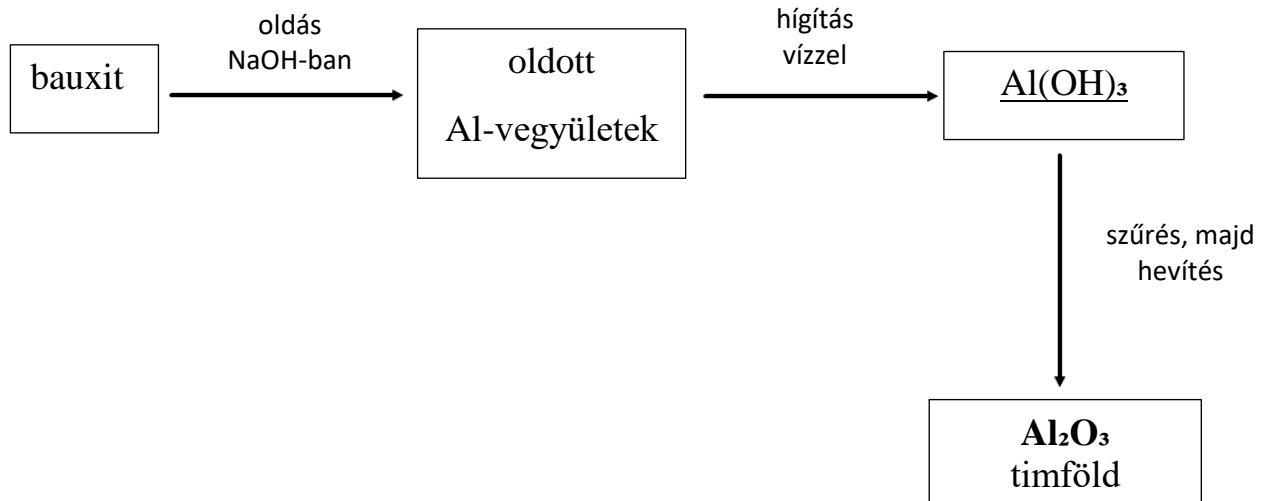 bauxit
oldás
NaOH-ban
oldott
Al-vegyületek
hígítás
vízzel
Al(OH)₃
szűrés, majd
hevítés
Al₂O₃
timföld